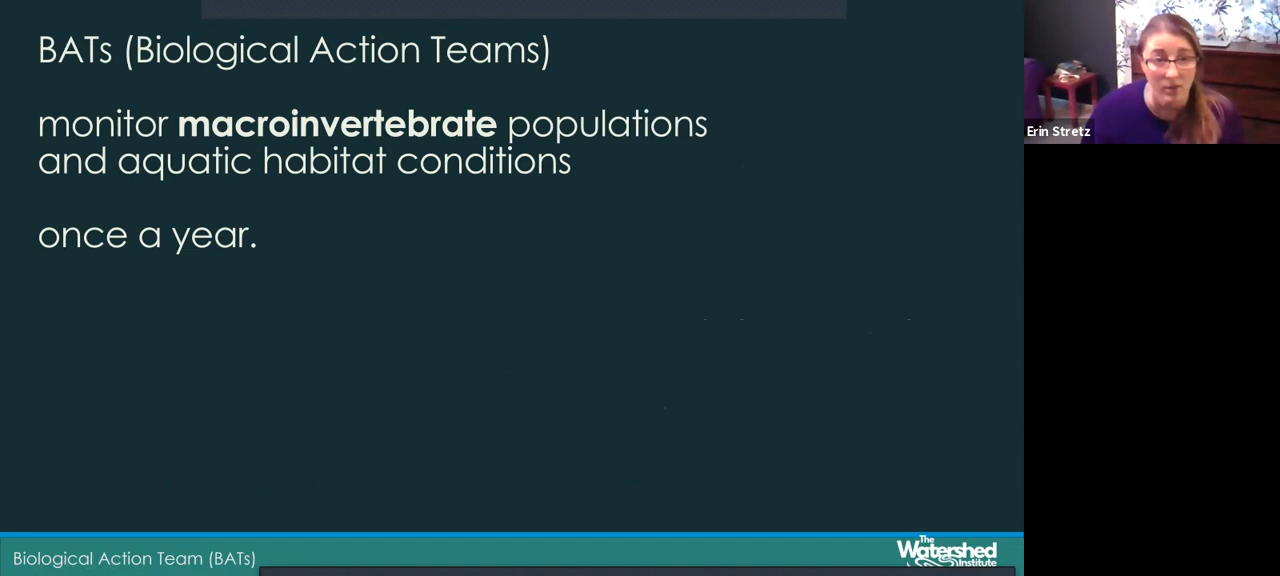 BATs (Biological Action Teams)
monitor macroinvertebrate populations
and aquatic habitat conditions
once a year.
Erin Stretz
Biological Action Team (BATs)
The
Watershed
Institute